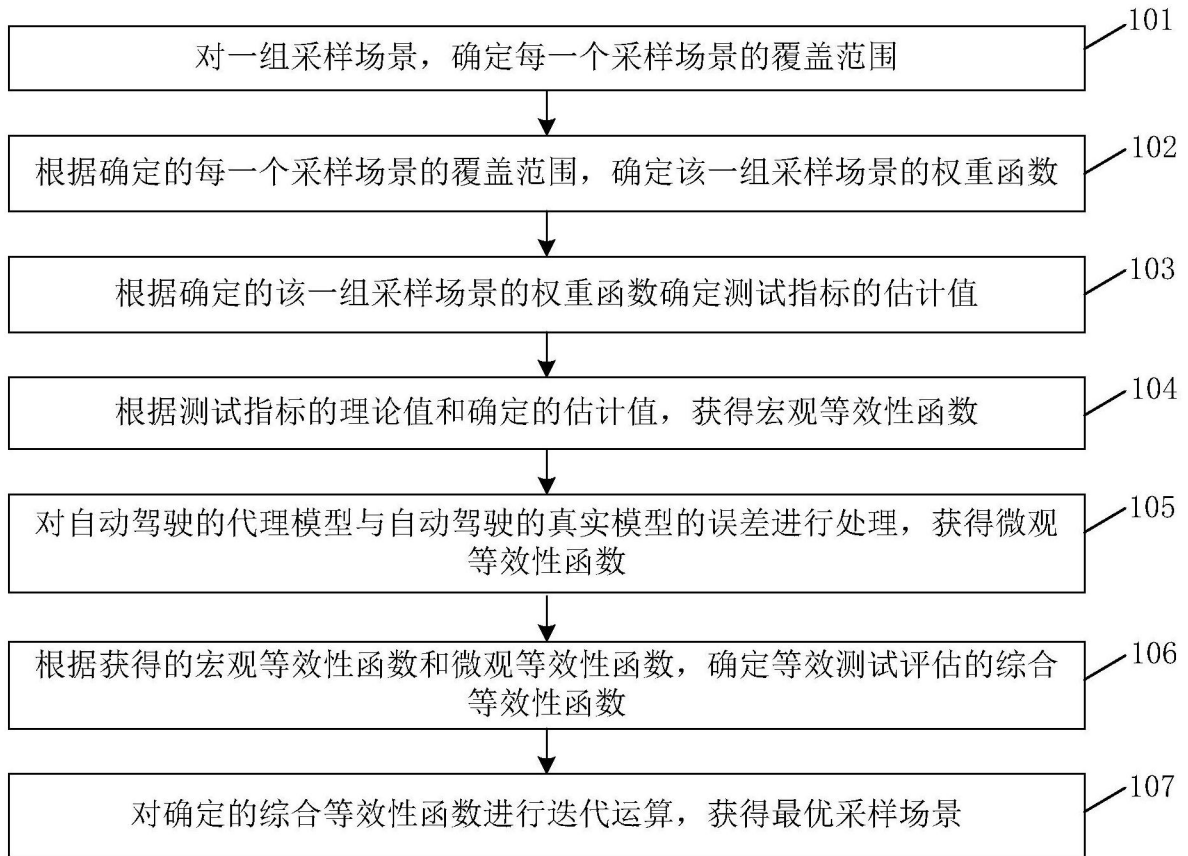 101
对一组采样场景，确定每一个采样场景的覆盖范围
102
根据确定的每一个采样场景的覆盖范围，确定该一组采样场景的权重函数
103
根据确定的该一组采样场景的权重函数确定测试指标的估计值
104
根据测试指标的理论值和确定的估计值，获得宏观等效性函数
105
对自动驾驶的代理模型与自动驾驶的真实模型的误差进行处理，获得微观
等效性函数
106
根据获得的宏观等效性函数和微观等效性函数，确定等效测试评估的综合
等效性函数
107
对确定的综合等效性函数进行迭代运算，获得最优采样场景